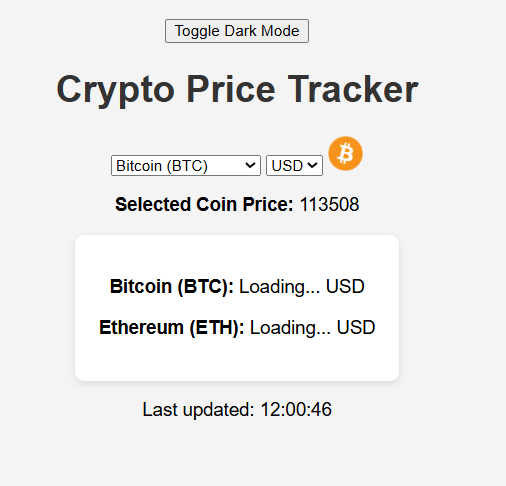 Toggle Dark Mode
Crypto Price Tracker
Bitcoin (BTC) USD
Selected Coin Price: 113508
Bitcoin (BTC): Loading... USD
Ethereum (ETH): Loading... USD
Last updated: 12:00:46